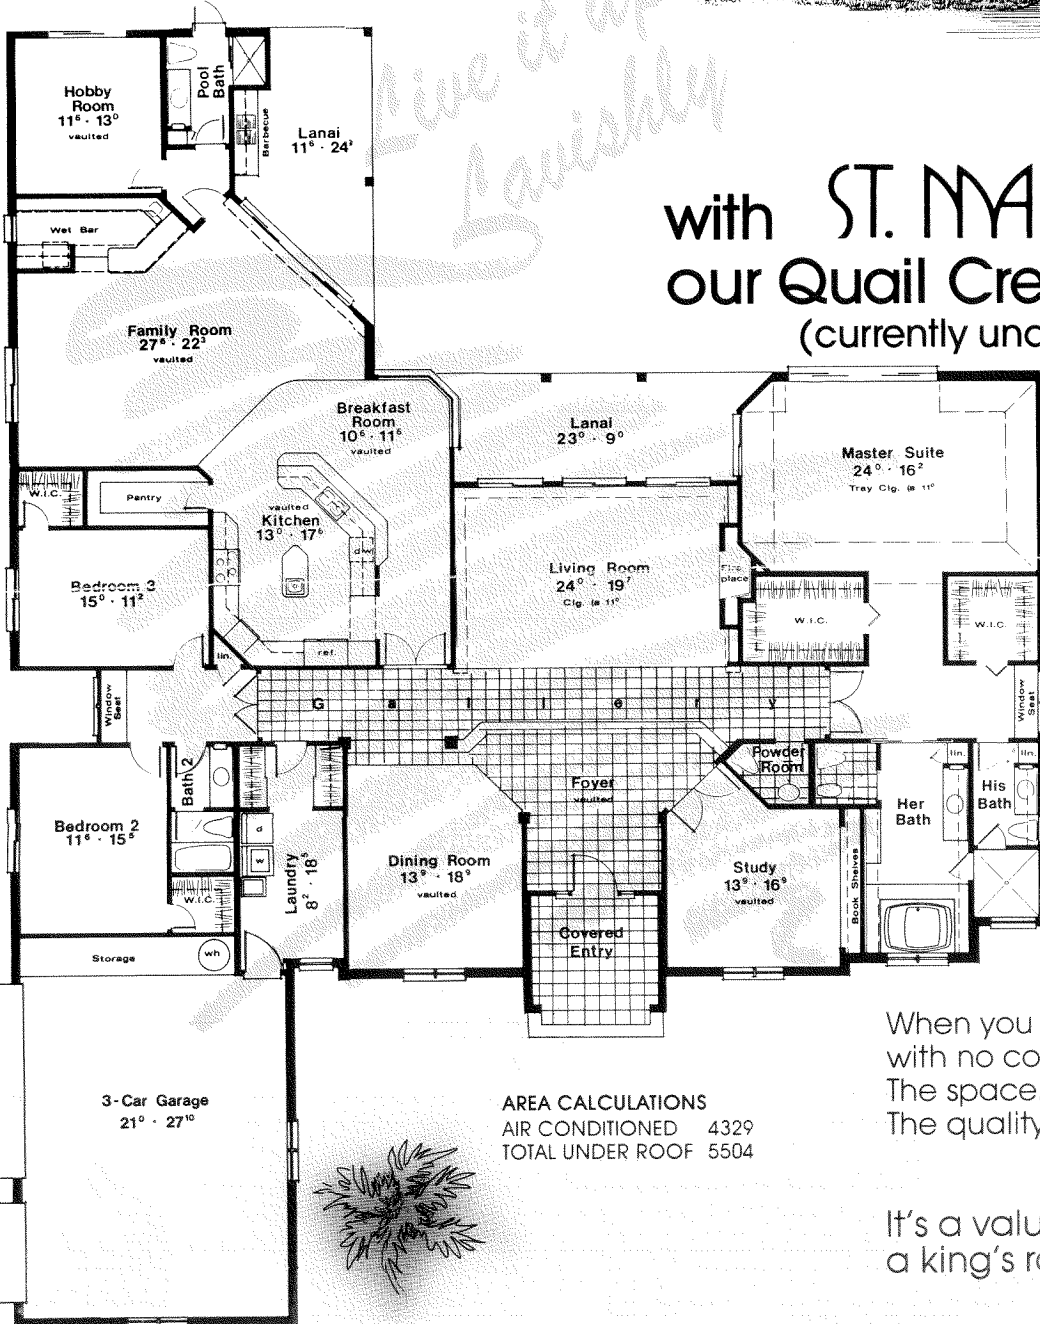 Live it up
Lavishly
with ST. MA
our Quail Cre
(currently und
Pool
Bath
Hobby
Room
11⁶ · 13⁰
vaulted
Barbecue
Lanai
11⁶ · 24³
Wet Bar
Family Room
27⁶ · 22³
vaulted
Breakfast
Room
10⁶ · 11⁶
vaulted
Lanai
23⁰ · 9⁰
Master Suite
24⁰ · 16²
Tray Clg. @ 11⁰
W.I.C.
Pantry
vaulted
Kitchen
13⁰ · 17⁶
dw
Living Room
24⁰ · 19⁷
Clg. @ 11⁰
Fire
place
Bedroom 3
15⁰ · 11²
W.I.C.
W.I.C.
lin.
ref.
Window
Seat
Gallery
Window
Seat
Bath 2
Foyer
vaulted
Powder
Room
lin.
lin.
Her
Bath
His
Bath
Bedroom 2
11⁶ · 15⁵
d
w
Laundry
8² · 18⁵
Dining Room
13⁹ · 18⁹
vaulted
Study
13⁹ · 16⁹
vaulted
Book Shelves
W.I.C.
Covered
Entry
Storage
wh
3-Car Garage
21⁰ · 27¹⁰
AREA CALCULATIONS
AIR CONDITIONED 4329
TOTAL UNDER ROOF 5504
When you
with no co
The space
The quality
It's a valu
a king's ra